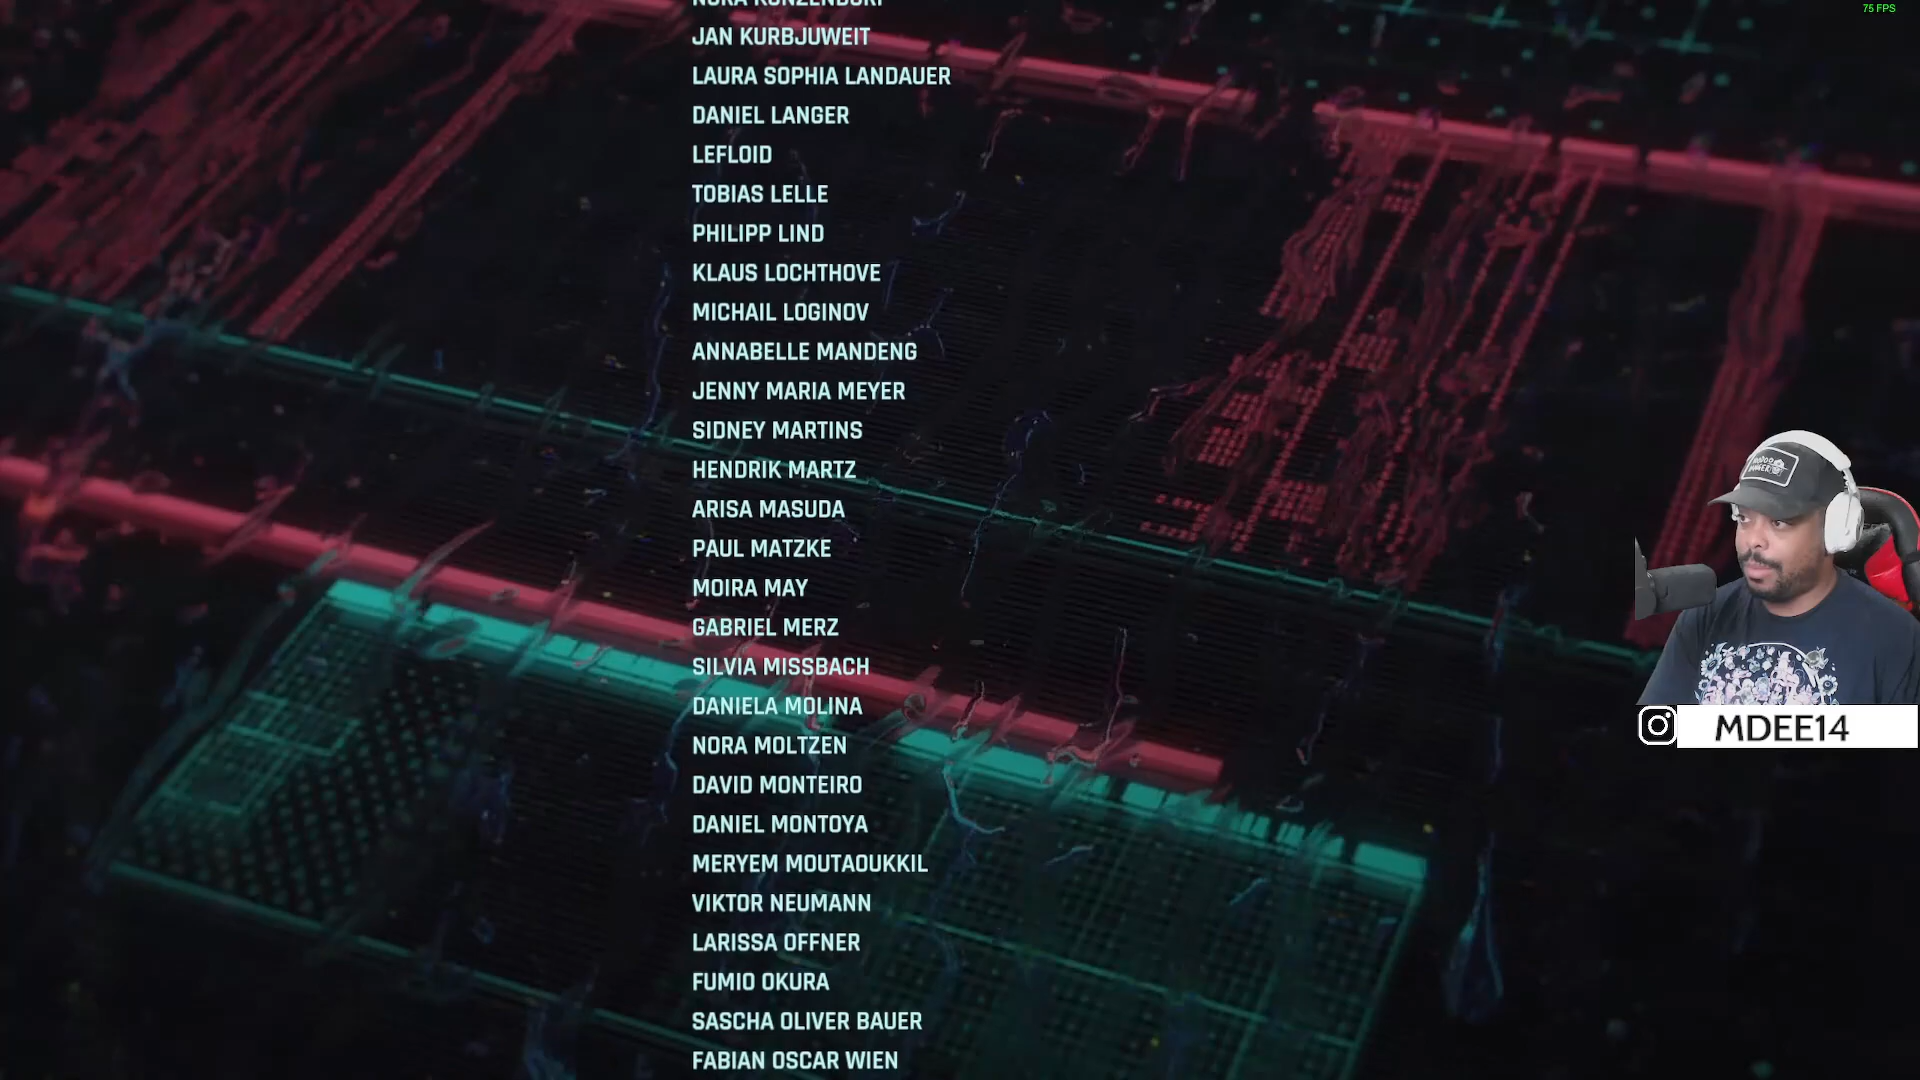 75 FPS
JAN KURBJUWEIT
LAURA SOPHIA LANDAUER
DANIEL LANGER
LEFLOID
TOBIAS LELLE
PHILIPP LIND
KLAUS LOCHTHOVE
MICHAIL LOGINOV
ANNABELLE MANDENG
JENNY MARIA MEYER
SIDNEY MARTINS
HENDRIK MARTZ
ARISA MASUDA
PAUL MATZKE
MOIRA MAY
GABRIEL MERZ
SILVIA MISSBACH
DANIELA MOLINA
NORA MOLTZEN
DAVID MONTEIRO
DANIEL MONTOYA
MERYEM MOUTAOUKKIL
VIKTOR NEUMANN
LARISSA OFFNER
FUMIO OKURA
SASCHA OLIVER BAUER
FABIAN OSCAR WIEN
MDEE14